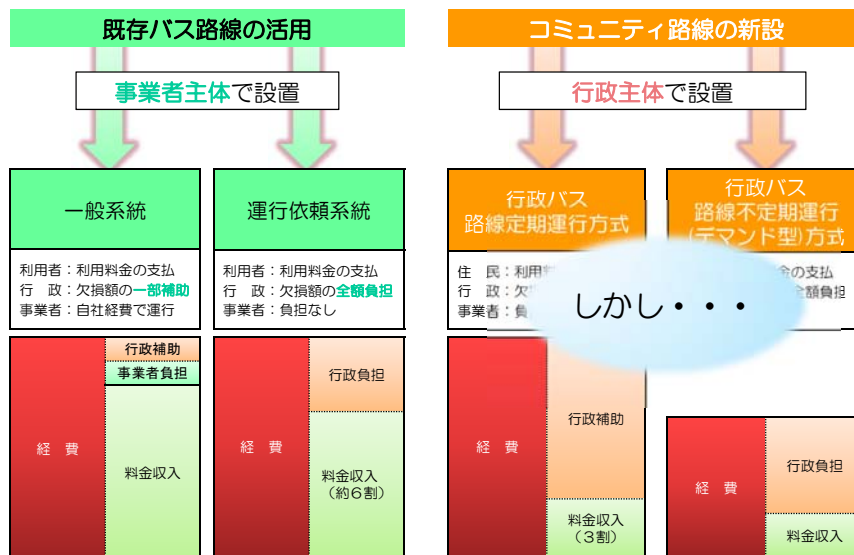 既存バス路線の活用
事業者主体で設置
一般系統
利用者：利用料金の支払
行　政：欠損額の一部補助
事業者：自社経費で運行
経　費
行政補助
事業者負担
料金収入
運行依頼系統
利用者：利用料金の支払
行　政：欠損額の全額負担
事業者：負担なし
経　費
行政負担
料金収入
（約６割）
コミュニティ路線の新設
行政主体で設置
行政バス
路線定期運行方式
住　民：利用
行　政：欠
事業者：負
経　費
行政補助
料金収入
（３割）
行政バス
路線不定期運行
(デマンド型)方式
の支払
全額負担
しかし・・・
経　費
行政負担
料金収入